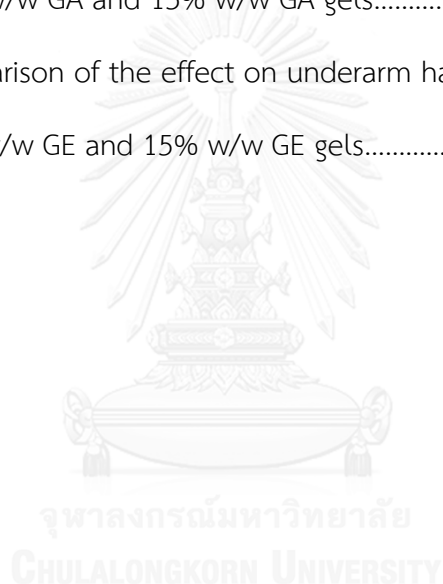 w/w GA and 15% w/w GA gels..........
arison of the effect on underarm ha
w/w GE and 15% w/w GE gels............
จุฬาลงกรณ์มหาวิทยาลัย
CHULALONGKORN UNIVERSITY